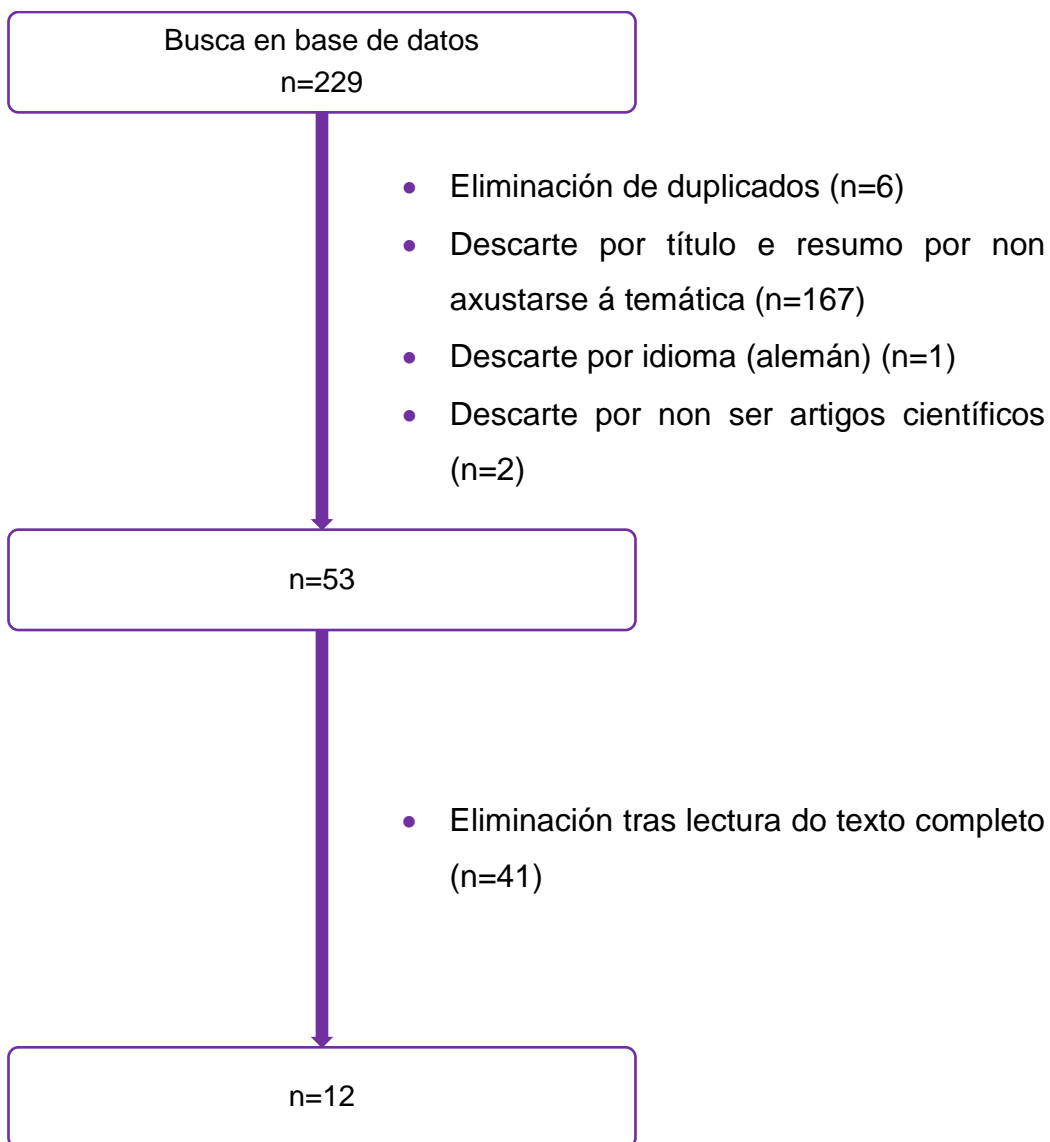 Busca en base de datos
n=229
• Eliminación de duplicados (n=6)
• Descarte por título e resumo por non
axustarse á temática (n=167)
• Descarte por idioma (alemán) (n=1)
• Descarte por non ser artigos científicos
(n=2)
n=53
• Eliminación tras lectura do texto completo
(n=41)
n=12